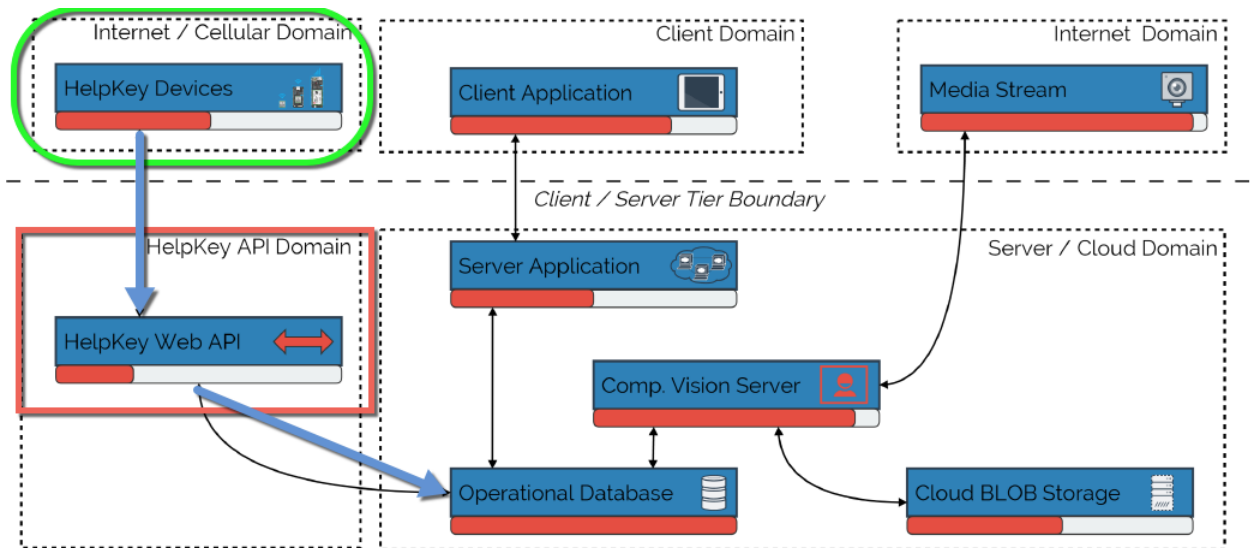 Internet / Cellular Domain
Client Domain
Internet  Domain
HelpKey Devices
Client Application
Media Stream
Client / Server Tier Boundary
HelpKey API Domain
Server / Cloud Domain
Server Application
HelpKey Web API
Comp. Vision Server
Operational Database
Cloud BLOB Storage